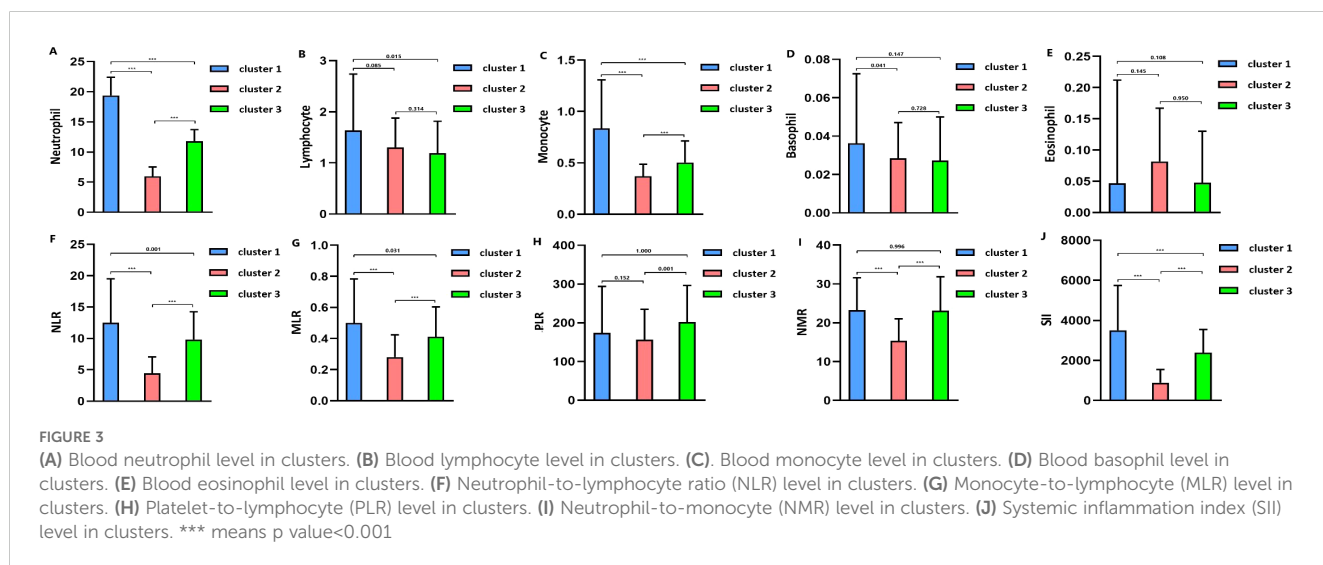 A
Neutrophil
25
20
15
10
5
0
***
***
***
cluster 1
cluster 2
cluster 3
B
Lymphocyte
3
2
1
0
0.015
0.085
0.314
cluster 1
cluster 2
cluster 3
C
Monocyte
1.5
1.0
0.5
0.0
***
***
***
cluster 1
cluster 2
cluster 3
D
Basophil
0.08
0.06
0.04
0.02
0.00
0.147
0.041
0.728
cluster 1
cluster 2
cluster 3
E
Eosinophil
0.25
0.20
0.15
0.10
0.05
0.00
0.108
0.145
0.950
cluster 1
cluster 2
cluster 3
F
NLR
25
20
15
10
5
0
0.001
***
***
cluster 1
cluster 2
cluster 3
G
MLR
1.0
0.8
0.6
0.4
0.2
0.0
0.031
***
***
cluster 1
cluster 2
cluster 3
H
PLR
400
300
200
100
0
1.000
0.152
0.001
cluster 1
cluster 2
cluster 3
I
NMR
40
30
20
10
0
0.996
***
***
cluster 1
cluster 2
cluster 3
J
SII
8000
6000
4000
2000
0
***
***
***
cluster 1
cluster 2
cluster 3
FIGURE 3
(A) Blood neutrophil level in clusters. (B) Blood lymphocyte level in clusters. (C). Blood monocyte level in clusters. (D) Blood basophil level in
clusters. (E) Blood eosinophil level in clusters. (F) Neutrophil-to-lymphocyte ratio (NLR) level in clusters. (G) Monocyte-to-lymphocyte (MLR) level in
clusters. (H) Platelet-to-lymphocyte (PLR) level in clusters. (I) Neutrophil-to-monocyte (NMR) level in clusters. (J) Systemic inflammation index (SII)
level in clusters. *** means p value<0.001